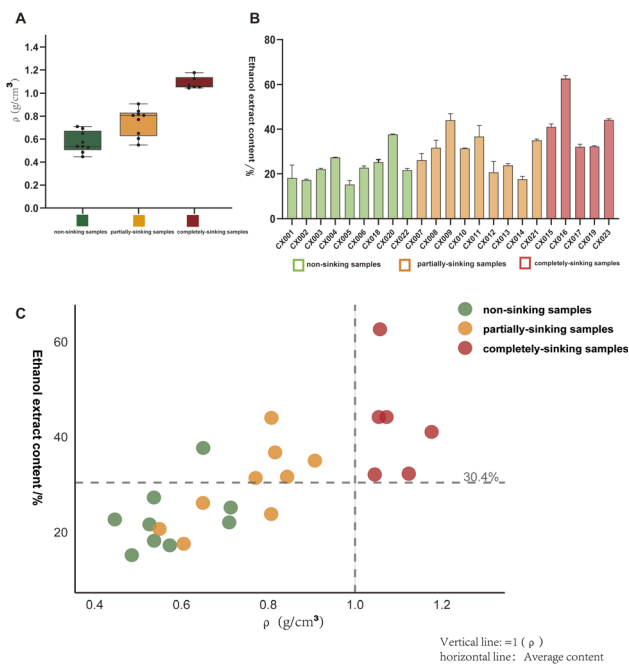 A
ρ (g/cm³)
1.4
1.2
1.0
0.8
0.6
0.4
0.2
0.0
non-sinking samples
partially-sinking samples
completely-sinking samples
B
Ethanol extract content /%
80
60
40
20
0
CX001
CX002
CX003
CX004
CX005
CX006
CX018
CX020
CX022
CX007
CX008
CX009
CX010
CX011
CX012
CX013
CX014
CX021
CX015
CX016
CX017
CX019
CX023
non-sinking samples
partially-sinking samples
completely-sinking samples
C
non-sinking samples
partially-sinking samples
completely-sinking samples
Ethanol extract content /%
60
40
20
30.4%
0.4
0.6
0.8
1.0
1.2
ρ (g/cm³)
Vertical line: =1 ( ρ )
horizontal line: Average content